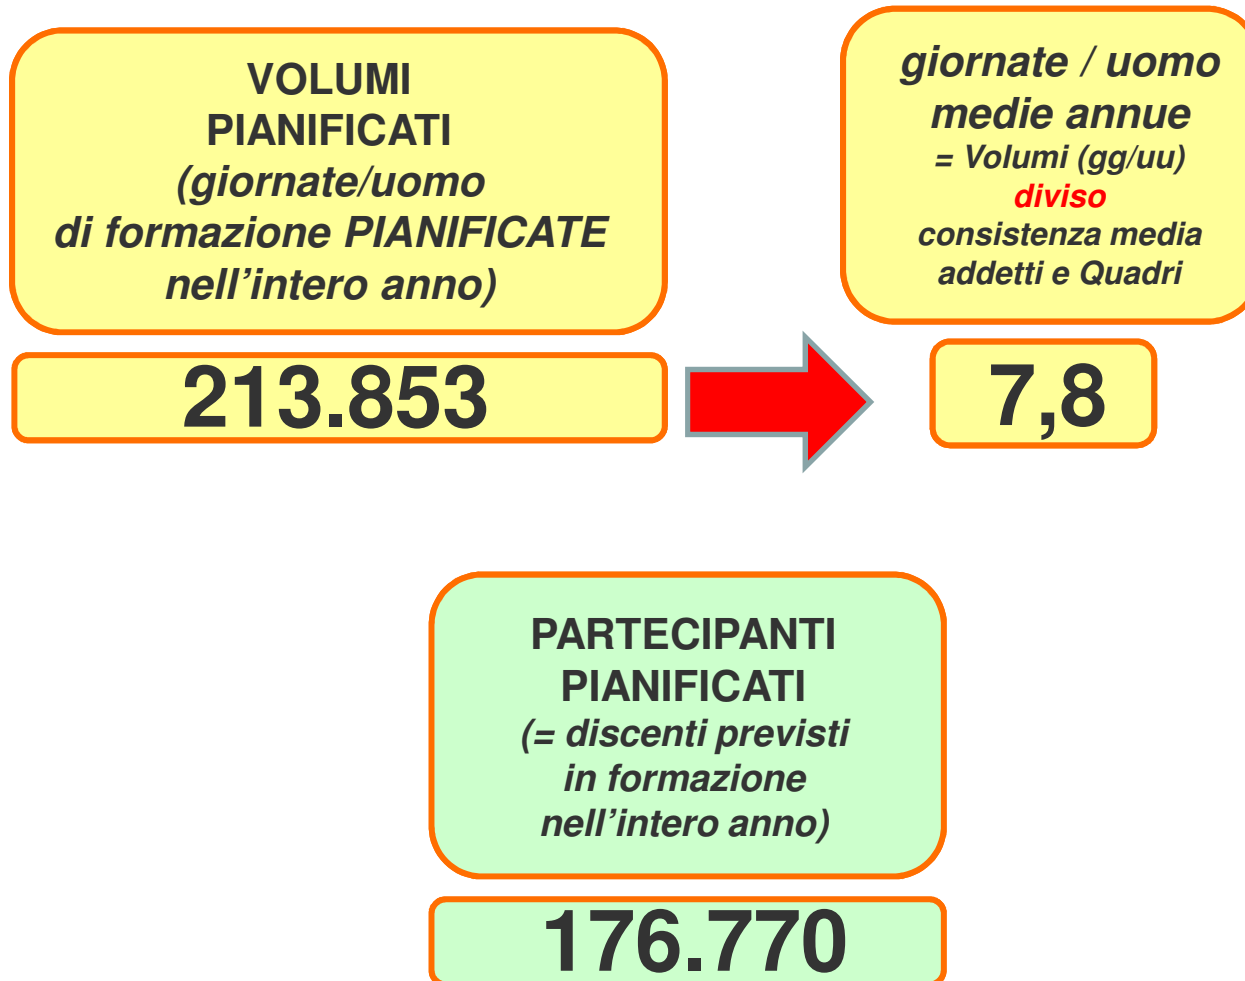 VOLUMI
PIANIFICATI
(giornate/uomo
di formazione PIANIFICATE
nell’intero anno)
213.853
giornate / uomo
medie annue
= Volumi (gg/uu)
diviso
consistenza media
addetti e Quadri
7,8
PARTECIPANTI
PIANIFICATI
(= discenti previsti
in formazione
nell’intero anno)
176.770